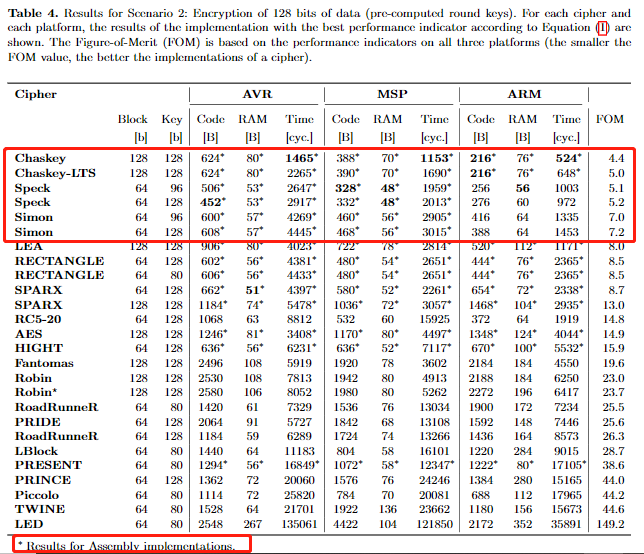 Table 4. Results for Scenario 2: Encryption of 128 bits of data (pre-computed round keys). For each cipher and
each platform, the results of the implementation with the best performance indicator according to Equation (1) are
shown. The Figure-of-Merit (FOM) is based on the performance indicators on all three platforms (the smaller the
FOM value, the better the implementations of a cipher).
Cipher AVR MSP ARM
Block Key Code RAM Time Code RAM Time Code RAM Time FOM
[b] [b] [B] [B] [cyc.] [B] [B] [cyc.] [B] [B] [cyc.]
Chaskey 128 128 624* 80* 1465* 388* 70* 1153* 216* 76* 524* 4.4
Chaskey-LTS 128 128 624* 80* 2265* 390* 70* 1690* 216* 76* 648* 5.0
Speck 64 96 506* 53* 2647* 328* 48* 1959* 256 56 1003 5.1
Speck 64 128 452* 53* 2917* 332* 48* 2013* 276 60 972 5.2
Simon 64 96 600* 57* 4269* 460* 56* 2905* 416 64 1335 7.0
Simon 64 128 608* 57* 4445* 468* 56* 3015* 388 64 1453 7.2
LEA 128 128 906* 80* 4023* 722* 78* 2814* 520* 112* 1171* 8.0
RECTANGLE 64 128 602* 56* 4381* 480* 54* 2651* 444* 76* 2365* 8.5
RECTANGLE 64 80 606* 56* 4433* 480* 54* 2651* 444* 76* 2365* 8.5
SPARX 64 128 662* 51* 4397* 580* 52* 2261* 654* 72* 2338* 8.7
SPARX 128 128 1184* 74* 5478* 1036* 72* 3057* 1468* 104* 2935* 13.0
RC5-20 64 128 1068 63 8812 532 60 15925 372 64 1919 14.8
AES 128 128 1246* 81* 3408* 1170* 80* 4497* 1348* 124* 4044* 14.9
HIGHT 64 128 636* 56* 6231* 636* 52* 7117* 670* 100* 5532* 15.9
Fantomas 128 128 2496 108 5919 1920 78 3602 2184 184 4550 19.6
Robin 128 128 2530 108 7813 1942 80 4913 2188 184 6250 23.0
Robin* 128 128 2580 106 8052 1980 80 5262 2272 196 6417 23.7
RoadRunneR 64 80 1420 61 7329 1536 76 13034 1900 172 7234 25.5
PRIDE 64 128 2064 91 5727 1842 68 13108 1592 148 7446 25.6
RoadRunneR 64 128 1184 59 6289 1724 74 13266 1436 164 8573 26.3
LBlock 64 80 1440 64 11183 804 58 16101 1220 284 9015 28.7
PRESENT 64 80 1294* 56* 16849* 1072* 58* 12347* 1222* 80* 17105* 38.6
PRINCE 64 128 1362 72 20060 1576 76 24246 1384 280 15165 44.0
Piccolo 64 80 1114 72 25820 784 70 20081 688 112 17965 44.2
TWINE 64 80 1528 64 21701 1922 136 23662 1180 156 15673 44.6
LED 64 80 2548 267 135061 4422 104 121850 2172 352 35891 149.2
* Results for Assembly implementations.